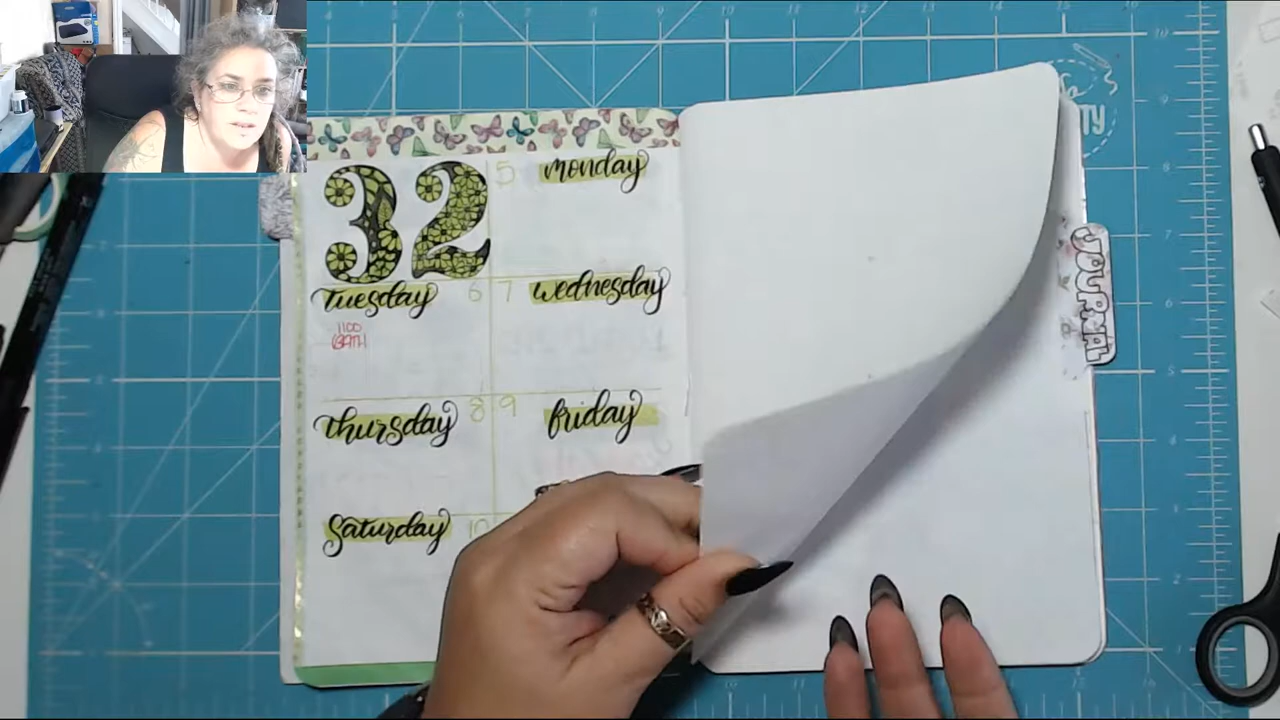 32
5 monday
tuesday 6
7 wednesday
1100
BATH
thursday 8
9 friday
saturday 10
JOURNAL